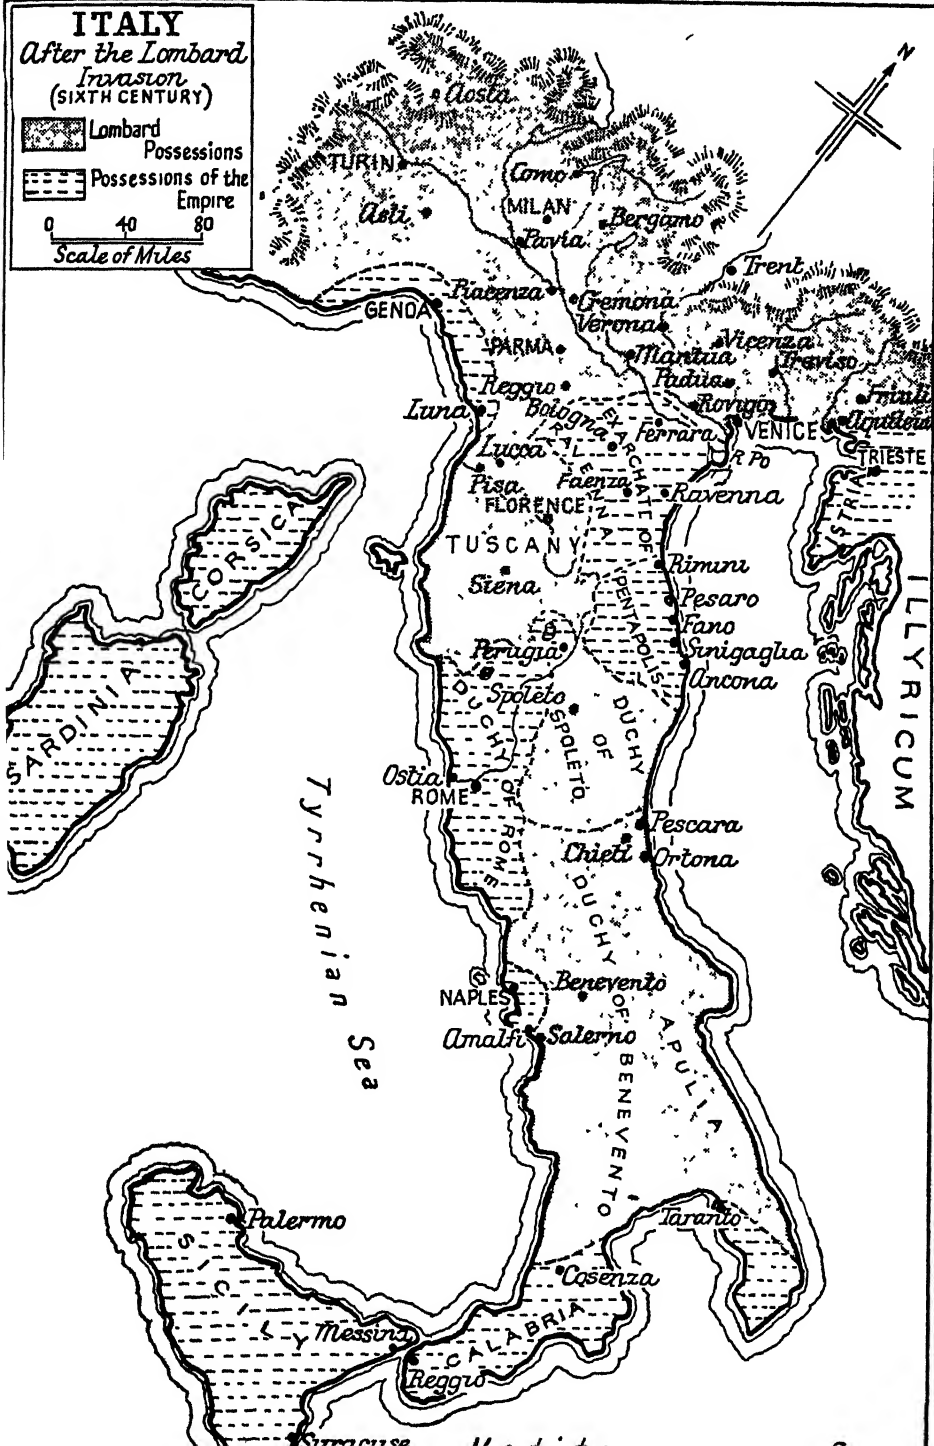 ITALY
After the Lombard
Invasion
(SIXTH CENTURY)
Lombard
Possessions
Possessions of the
Empire
0 40 80
Scale of Miles
N
Aosta
TURIN
Como
MILAN
Asti
Bergamo
Pavia
Trent
Piacenza
Cremona
GENOA
Verona
PARMA
Vicenza
Mantua
Treviso
Padua
Reggio
Friuli
Rovigo
Luna
Bologna
Ferrara
VENICE
Aquileia
EXARCHATE OF
RAVENNA
R Po
TRIESTE
Lucca
Pisa
Faenza
Ravenna
FLORENCE
ISTRIA
CORSICA
TUSCANY
Siena
Rimini
PENTAPOLIS
Pesaro
Fano
Perugia
Sinigaglia
Ancona
ILLYRICUM
SARDINIA
Spoleto
DUCHY
OF
SPOLETO
DUCHY OF ROME
Ostia
ROME
Tyrrhenian Sea
Pescara
Chieti
Ortona
DUCHY
OF
BENEVENTO
NAPLES
Benevento
APULIA
Amalfi
Salerno
Palermo
Taranto
SICILY
Cosenza
Messina
CALABRIA
Reggio
Syracuse